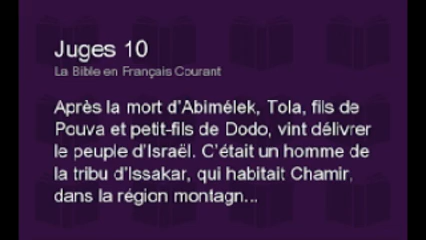 Juges 10
La Bible en Français Courant
Après la mort d'Abimélek, Tola, fils de
Pouva et petit-fils de Dodo, vint délivrer
le peuple d'Israël. C'était un homme de
la tribu d'Issakar, qui habitait Chamir,
dans la région montagn...